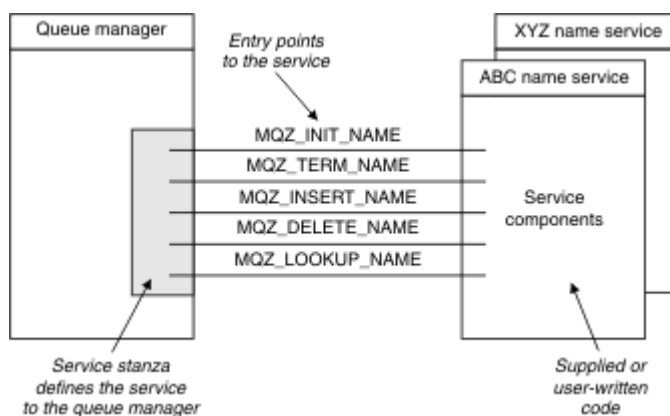 Queue manager
XYZ name service
Entry points
to the service
ABC name service
MQZ_INIT_NAME
MQZ_TERM_NAME
MQZ_INSERT_NAME
MQZ_DELETE_NAME
MQZ_LOOKUP_NAME
Service
components
Service stanza
defines the service
to the queue manager
Supplied or
user-written
code